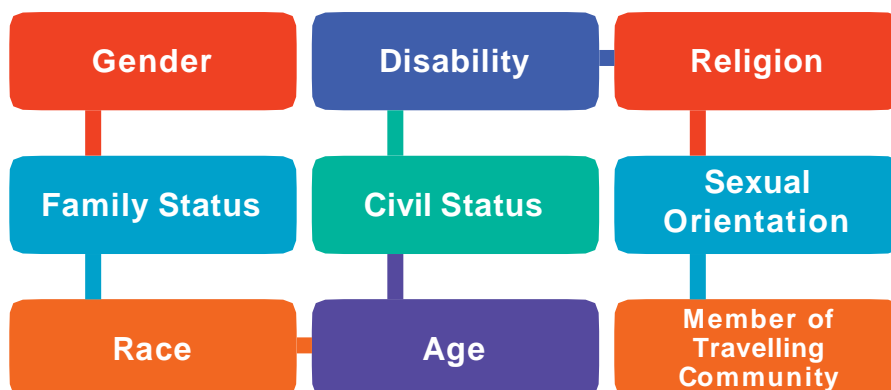 Gender
Disability
Religion
Family Status
Civil Status
Sexual
Orientation
Race
Age
Member of
Travelling
Community